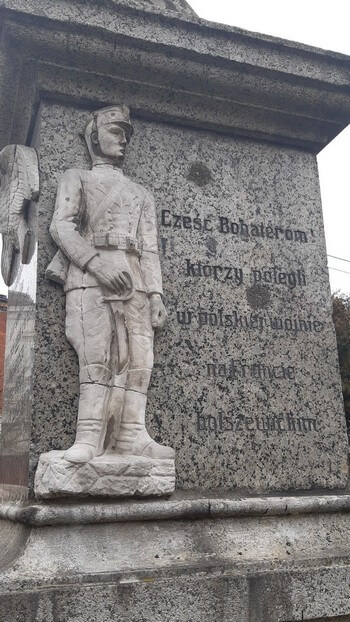 Cześć Bohaterom!
którzy polegli
w polskiej wojnie
na froncie
bolszewickim